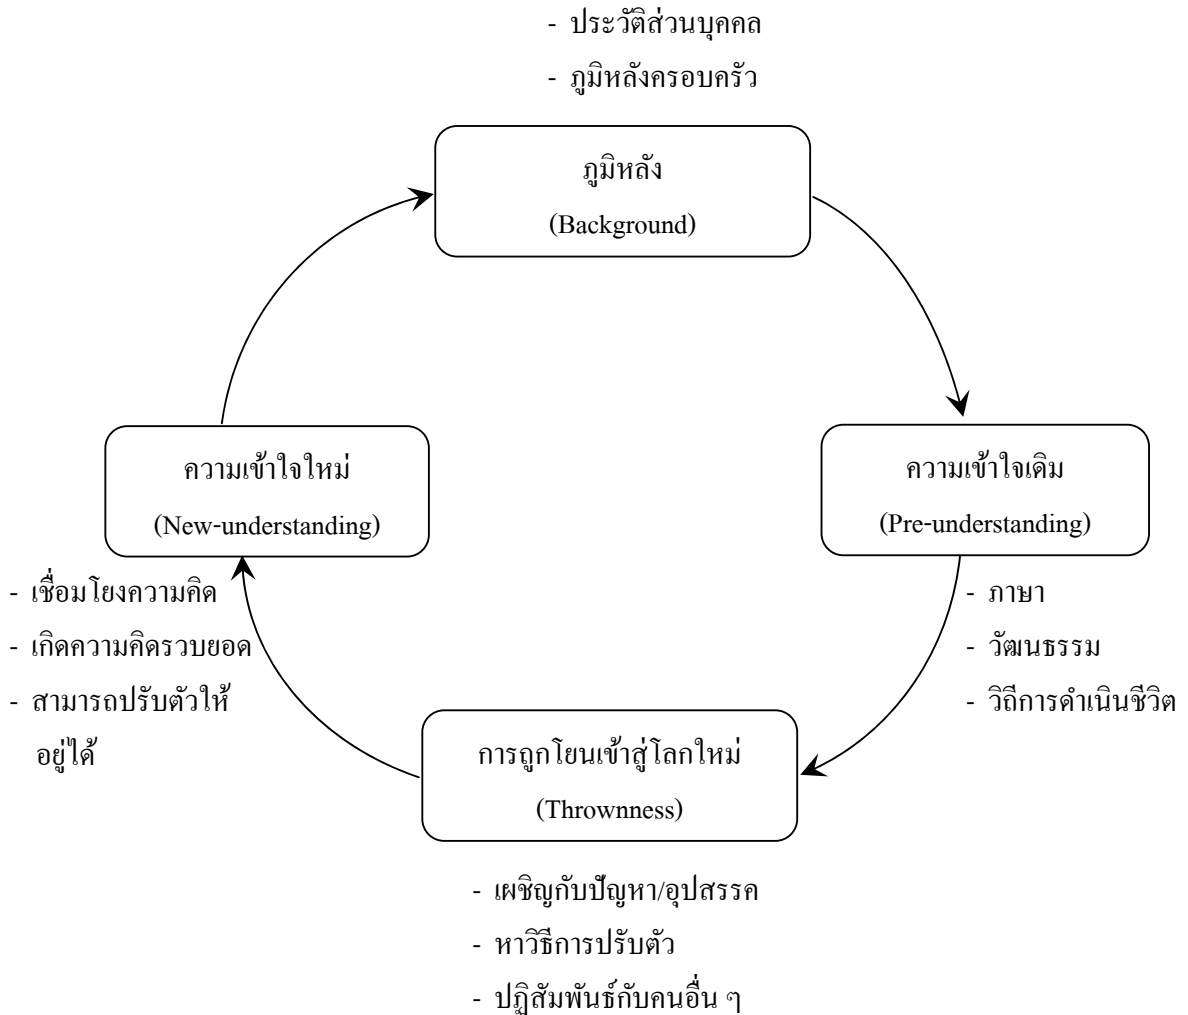 - ประวัติส่วนบุคคล
- ภูมิหลังครอบครัว
ภูมิหลัง
(Background)
ความเข้าใจเดิม
(Pre-understanding)
- ภาษา
- วัฒนธรรม
- วิถีการดำเนินชีวิต
การถูกโยนเข้าสู่โลกใหม่
(Thrownness)
- เผชิญกับปัญหา/อุปสรรค
- หาวิธีการปรับตัว
- ปฏิสัมพันธ์กับคนอื่น ๆ
ความเข้าใจใหม่
(New-understanding)
- เชื่อมโยงความคิด
- เกิดความคิดรวบยอด
- สามารถปรับตัวให้
อยู่ได้